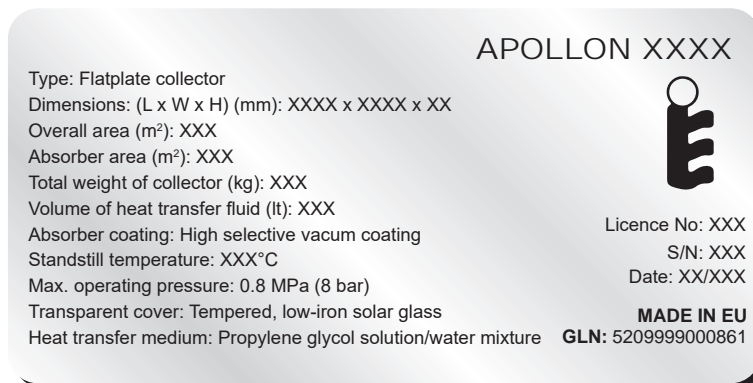 APOLLON XXXX
Type: Flatplate collector
Dimensions: (L x W x H) (mm): XXXX x XXXX x XX
Overall area (m²): XXX
Absorber area (m²): XXX
Total weight of collector (kg): XXX
Volume of heat transfer fluid (lt): XXX
Absorber coating: High selective vacum coating
Standstill temperature: XXX°C
Max. operating pressure: 0.8 MPa (8 bar)
Transparent cover: Tempered, low-iron solar glass
Heat transfer medium: Propylene glycol solution/water mixture
Licence No: XXX
S/N: XXX
Date: XX/XXX
MADE IN EU
GLN: 5209999000861